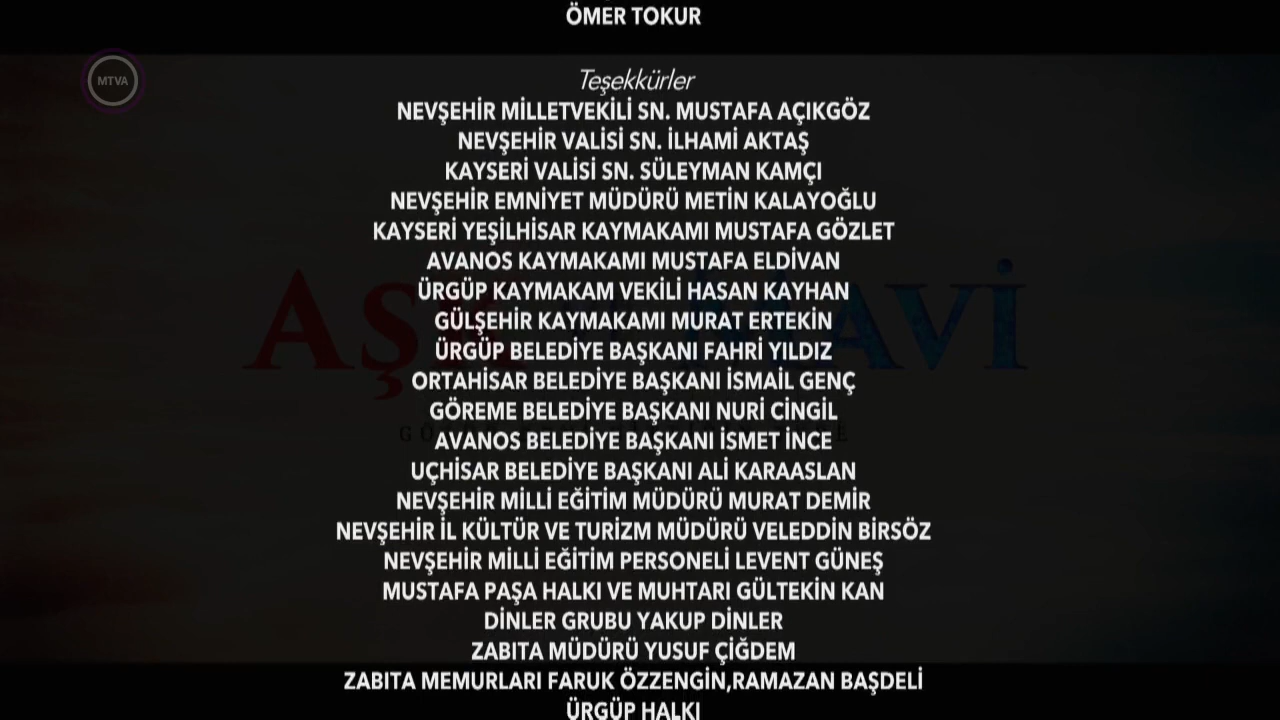 ÖMER TOKUR
MTVA
Teşekkürler
NEVŞEHİR MİLLETVEKİLİ SN. MUSTAFA AÇIKGÖZ
NEVŞEHİR VALİSİ SN. İLHAMİ AKTAŞ
KAYSERİ VALİSİ SN. SÜLEYMAN KAMÇI
NEVŞEHİR EMNİYET MÜDÜRÜ METİN KALAYOĞLU
KAYSERİ YEŞİLHİSAR KAYMAKAMI MUSTAFA GÖZLET
AVANOS KAYMAKAMI MUSTAFA ELDİVAN
ÜRGÜP KAYMAKAM VEKİLİ HASAN KAYHAN
GÜLŞEHİR KAYMAKAMI MURAT ERTEKİN
ÜRGÜP BELEDİYE BAŞKANI FAHRİ YILDIZ
ORTAHİSAR BELEDİYE BAŞKANI İSMAİL GENÇ
GÖREME BELEDİYE BAŞKANI NURİ CİNGİL
AVANOS BELEDİYE BAŞKANI İSMET İNCE
UÇHİSAR BELEDİYE BAŞKANI ALİ KARAASLAN
NEVŞEHİR MİLLİ EĞİTİM MÜDÜRÜ MURAT DEMİR
NEVŞEHİR İL KÜLTÜR VE TURİZM MÜDÜRÜ VELEDDİN BİRSÖZ
NEVŞEHİR MİLLİ EĞİTİM PERSONELİ LEVENT GÜNEŞ
MUSTAFA PAŞA HALKI VE MUHTARI GÜLTEKİN KAN
DİNLER GRUBU YAKUP DİNLER
ZABITA MÜDÜRÜ YUSUF ÇİĞDEM
ZABITA MEMURLARI FARUK ÖZZENGİN,RAMAZAN BAŞDELİ
ÜRGÜP HALKI